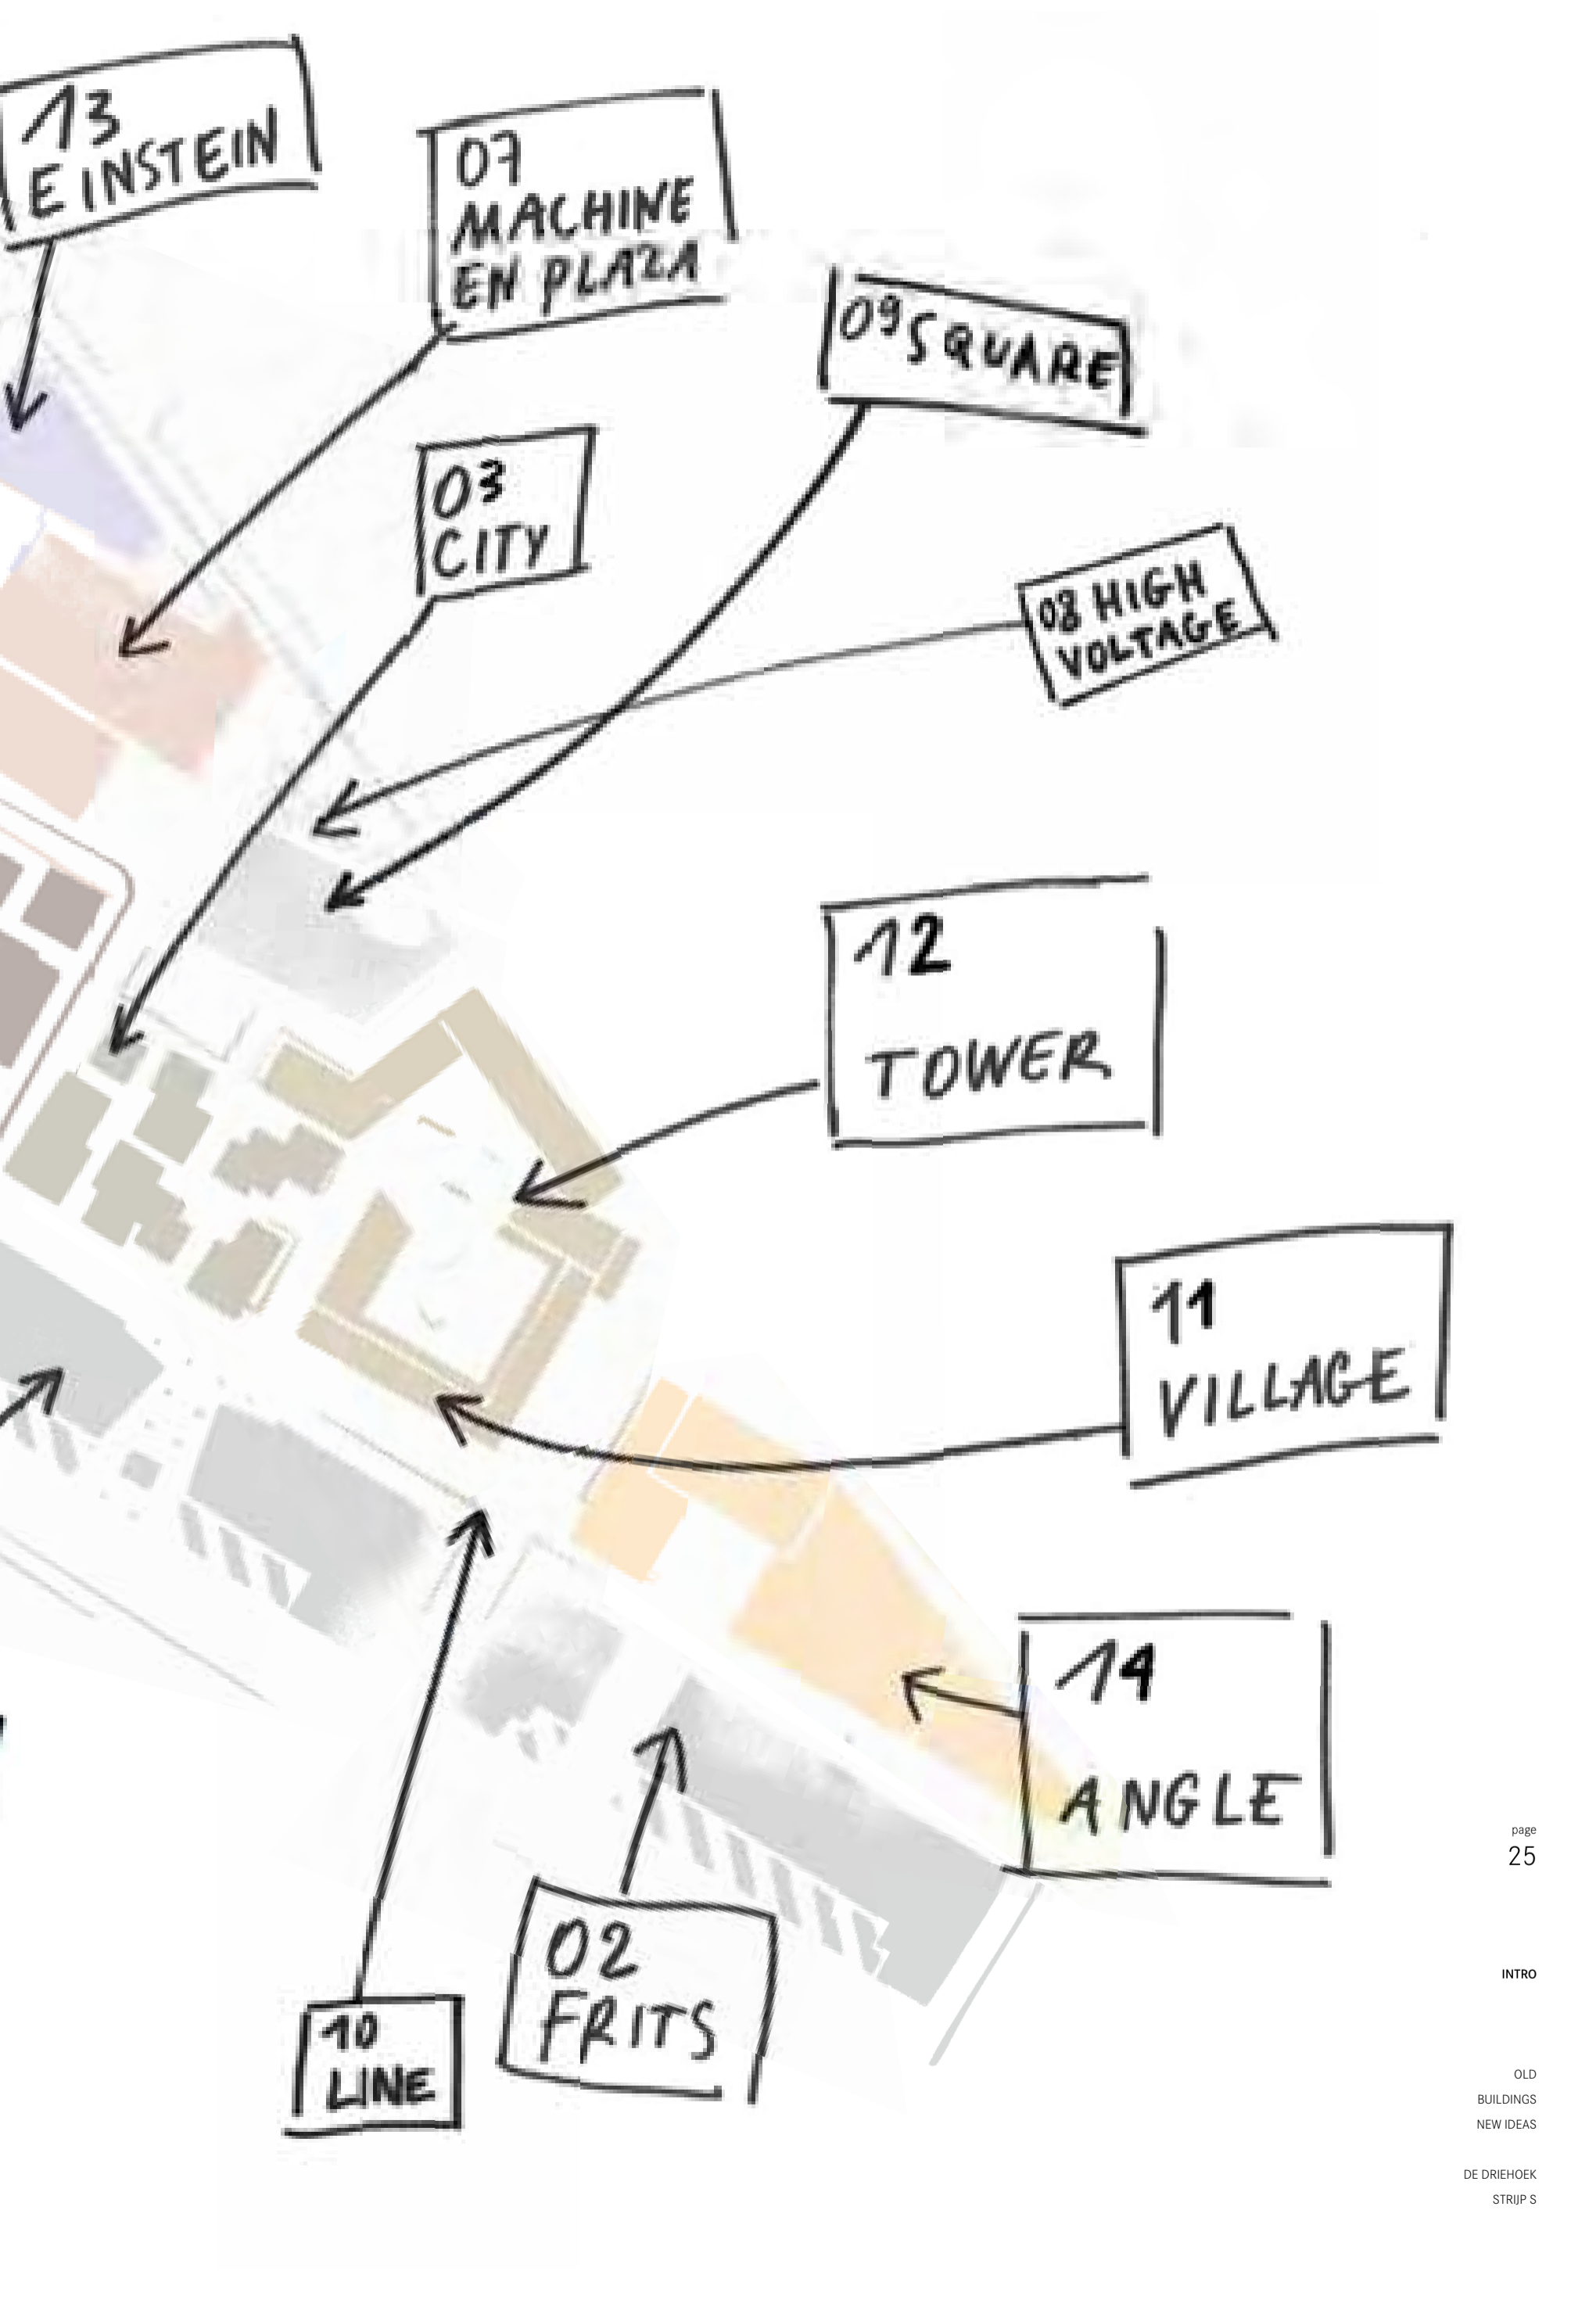 13
EINSTEIN
07
MACHINE
EN PLAZA
09 SQUARE
03
CITY
08 HIGH
VOLTAGE
12
TOWER
11
VILLAGE
14
ANGLE
02
FRITS
10
LINE
page
25
INTRO
OLD
BUILDINGS
NEW IDEAS
DE DRIEHOEK
STRIJP S